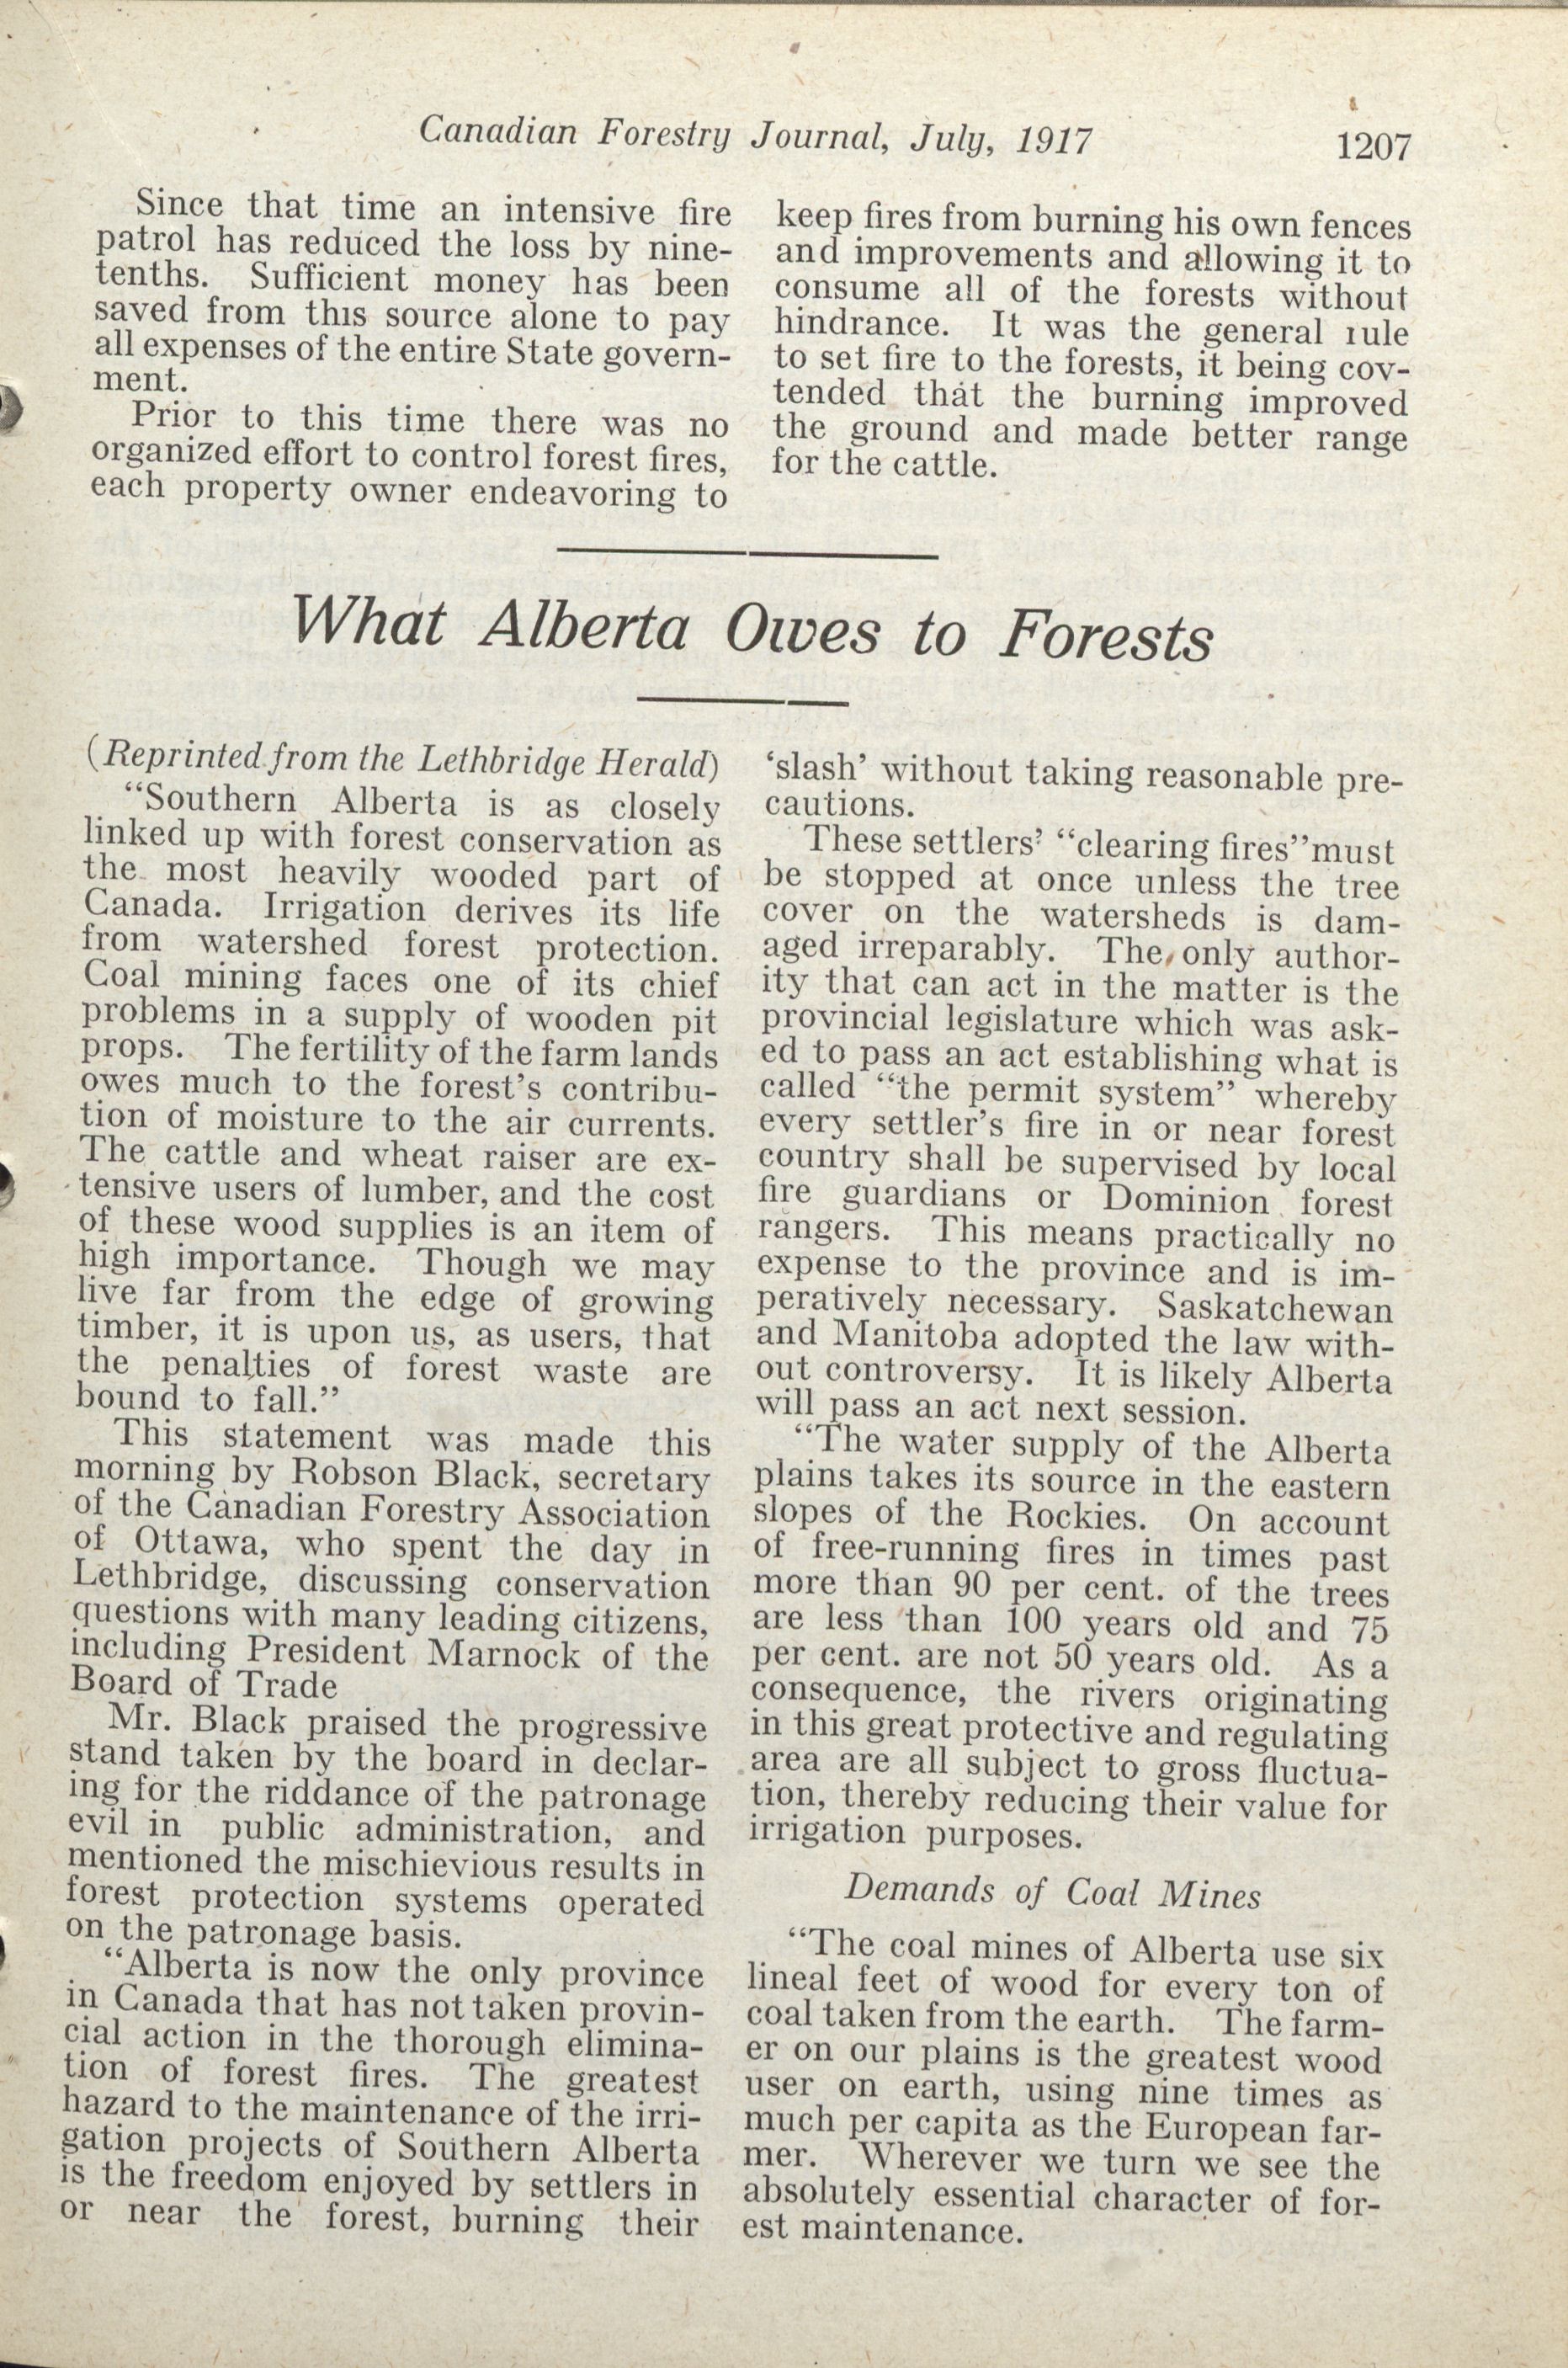 Canadian Forestry Journal, July, 1917
1207
Since that time an intensive fire
patrol has reduced the loss by nine-
tenths. Sufficient money has been
saved from this source alone to pay
all expenses of the entire State govern-
ment.
Prior to this time there was no
organized effort to control forest fires,
each property owner endeavoring to
keep fires from burning his own fences
and improvements and allowing it to
consume all of the forests without
hindrance. It was the general rule
to set fire to the forests, it being cov-
tended that the burning improved
the ground and made better range
for the cattle.
What Alberta Owes to Forests
(Reprinted from the Lethbridge Herald)
“Southern Alberta is as closely
linked up with forest conservation as
the most heavily wooded part of
Canada. Irrigation derives its life
from watershed forest protection.
Coal mining faces one of its chief
problems in a supply of wooden pit
props. The fertility of the farm lands
owes much to the forest’s contribu-
tion of moisture to the air currents.
The cattle and wheat raiser are ex-
tensive users of lumber, and the cost
of these wood supplies is an item of
high importance. Though we may
live far from the edge of growing
timber, it is upon us, as users, that
the penalties of forest waste are
bound to fall.”
This statement was made this
morning by Robson Black, secretary
of the Canadian Forestry Association
of Ottawa, who spent the day in
Lethbridge, discussing conservation
questions with many leading citizens,
including President Marnock of the
Board of Trade
Mr. Black praised the progressive
stand taken by the board in declar-
ing for the riddance of the patronage
evil in public administration, and
mentioned the mischievious results in
forest protection systems operated
on the patronage basis.
“Alberta is now the only province
in Canada that has not taken provin-
cial action in the thorough elimina-
tion of forest fires. The greatest
hazard to the maintenance of the irri-
gation projects of Southern Alberta
is the freedom enjoyed by settlers in
or near the forest, burning their
‘slash’ without taking reasonable pre-
cautions.
These settlers’ “clearing fires”must
be stopped at once unless the tree
cover on the watersheds is dam-
aged irreparably. The only author-
ity that can act in the matter is the
provincial legislature which was ask-
ed to pass an act establishing what is
called “the permit system” whereby
every settler’s fire in or near forest
country shall be supervised by local
fire guardians or Dominion forest
rangers. This means practically no
expense to the province and is im-
peratively necessary. Saskatchewan
and Manitoba adopted the law with-
out controversy. It is likely Alberta
will pass an act next session.
“The water supply of the Alberta
plains takes its source in the eastern
slopes of the Rockies. On account
of free-running fires in times past
more than 90 per cent. of the trees
are less than 100 years old and 75
per cent. are not 50 years old. As a
consequence, the rivers originating
in this great protective and regulating
area are all subject to gross fluctua-
tion, thereby reducing their value for
irrigation purposes.
Demands of Coal Mines
“The coal mines of Alberta use six
lineal feet of wood for every ton of
coal taken from the earth. The farm-
er on our plains is the greatest wood
user on earth, using nine times as
much per capita as the European far-
mer. Wherever we turn we see the
absolutely essential character of for-
est maintenance.